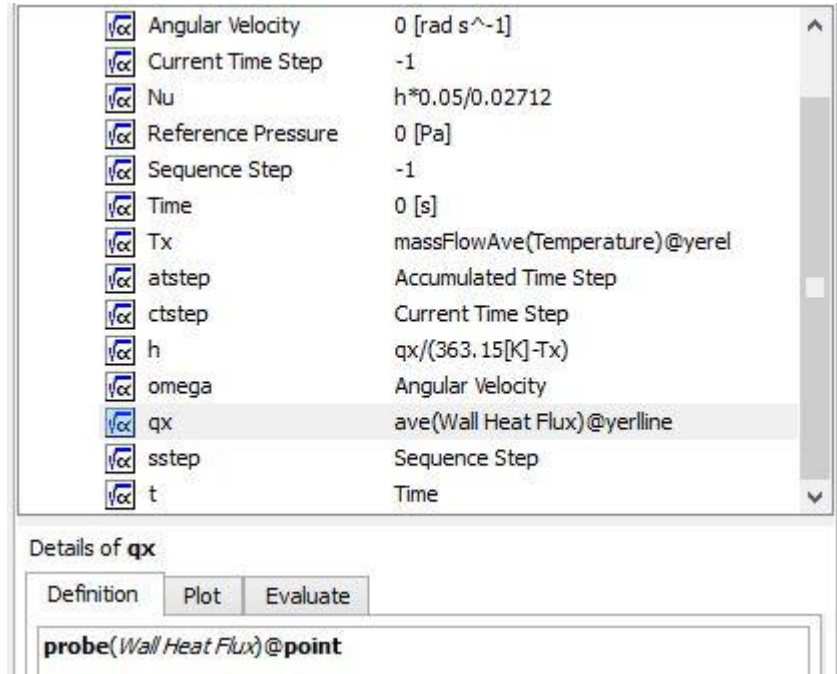 Angular Velocity 0 [rad s^-1]
Current Time Step -1
Nu h*0.05/0.02712
Reference Pressure 0 [Pa]
Sequence Step -1
Time 0 [s]
Tx massFlowAve(Temperature)@yerel
atstep Accumulated Time Step
ctstep Current Time Step
h qx/(363.15[K]-Tx)
omega Angular Velocity
qx ave(Wall Heat Flux)@yerlline
sstep Sequence Step
t Time
Details of qx
Definition Plot Evaluate
probe(Wall Heat Flux)@point